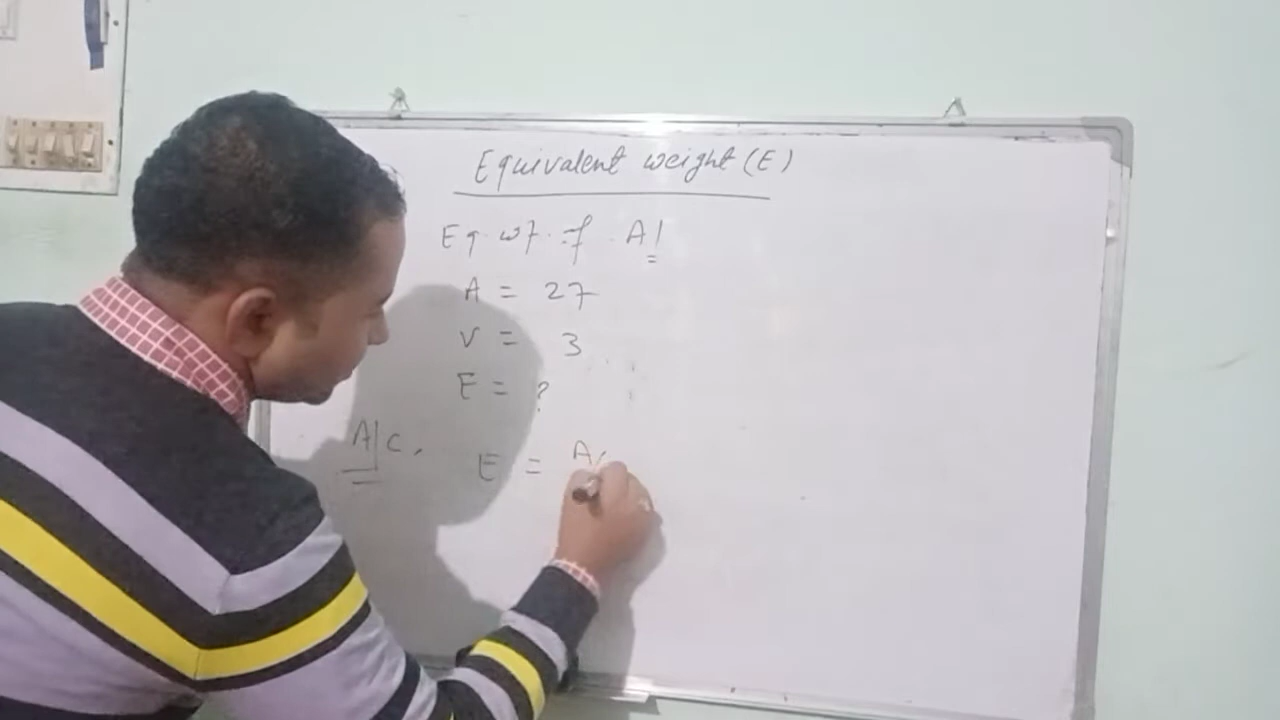 Equivalent weight (E)
Eq. wt. of Al
A = 27
V = 3
E = ?
A/c, E = A/